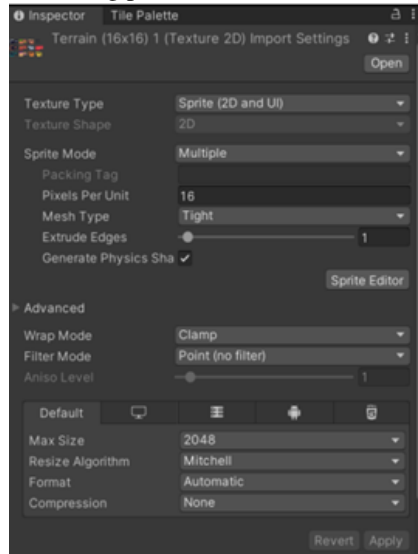 Inspector Tile Palette
Terrain (16x16) 1 (Texture 2D) Import Settings
Open
Texture Type Sprite (2D and UI)
Texture Shape 2D
Sprite Mode Multiple
Packing Tag
Pixels Per Unit 16
Mesh Type Tight
Extrude Edges 1
Generate Physics Sha
Sprite Editor
Advanced
Wrap Mode Clamp
Filter Mode Point (no filter)
Aniso Level 1
Default
Max Size 2048
Resize Algorithm Mitchell
Format Automatic
Compression None
Revert Apply